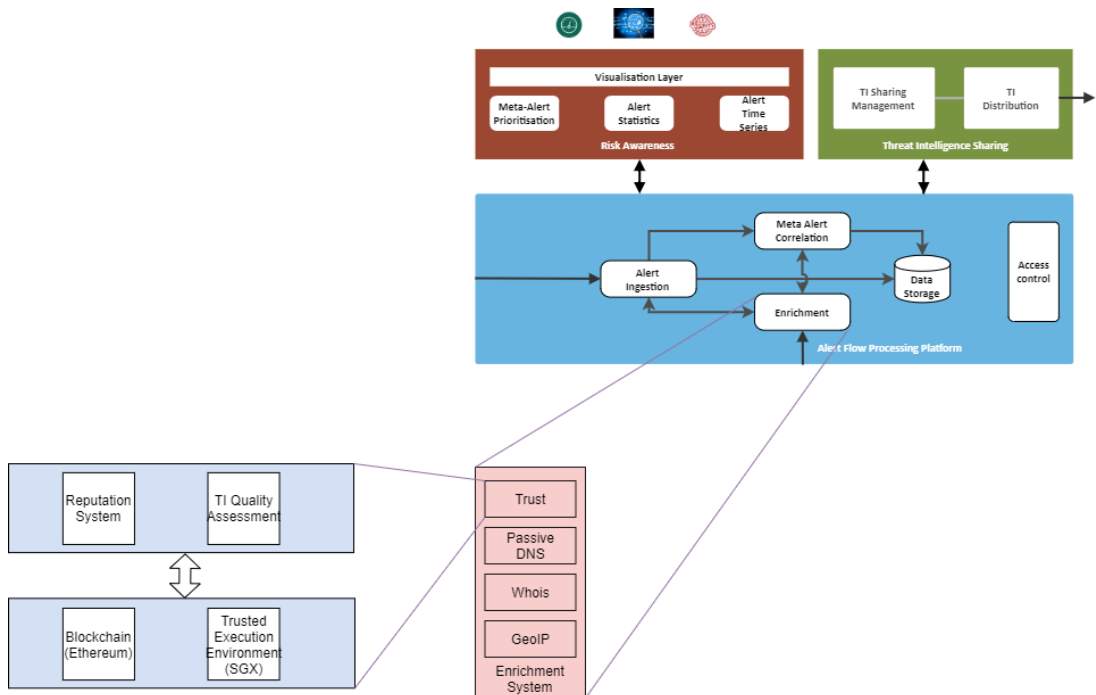 Visualisation Layer
Meta-Alert
Prioritisation
Alert
Statistics
Alert
Time
Series
Risk Awareness
TI Sharing
Management
TI
Distribution
Threat Intelligence Sharing
Meta Alert
Correlation
Alert
Ingestion
Data
Storage
Access
control
Enrichment
Alert Flow Processing Platform
Reputation
System
TI Quality
Assessment
Trust
Passive
DNS
Whois
GeoIP
Enrichment
System
Blockchain
(Ethereum)
Trusted
Execution
Environment
(SGX)